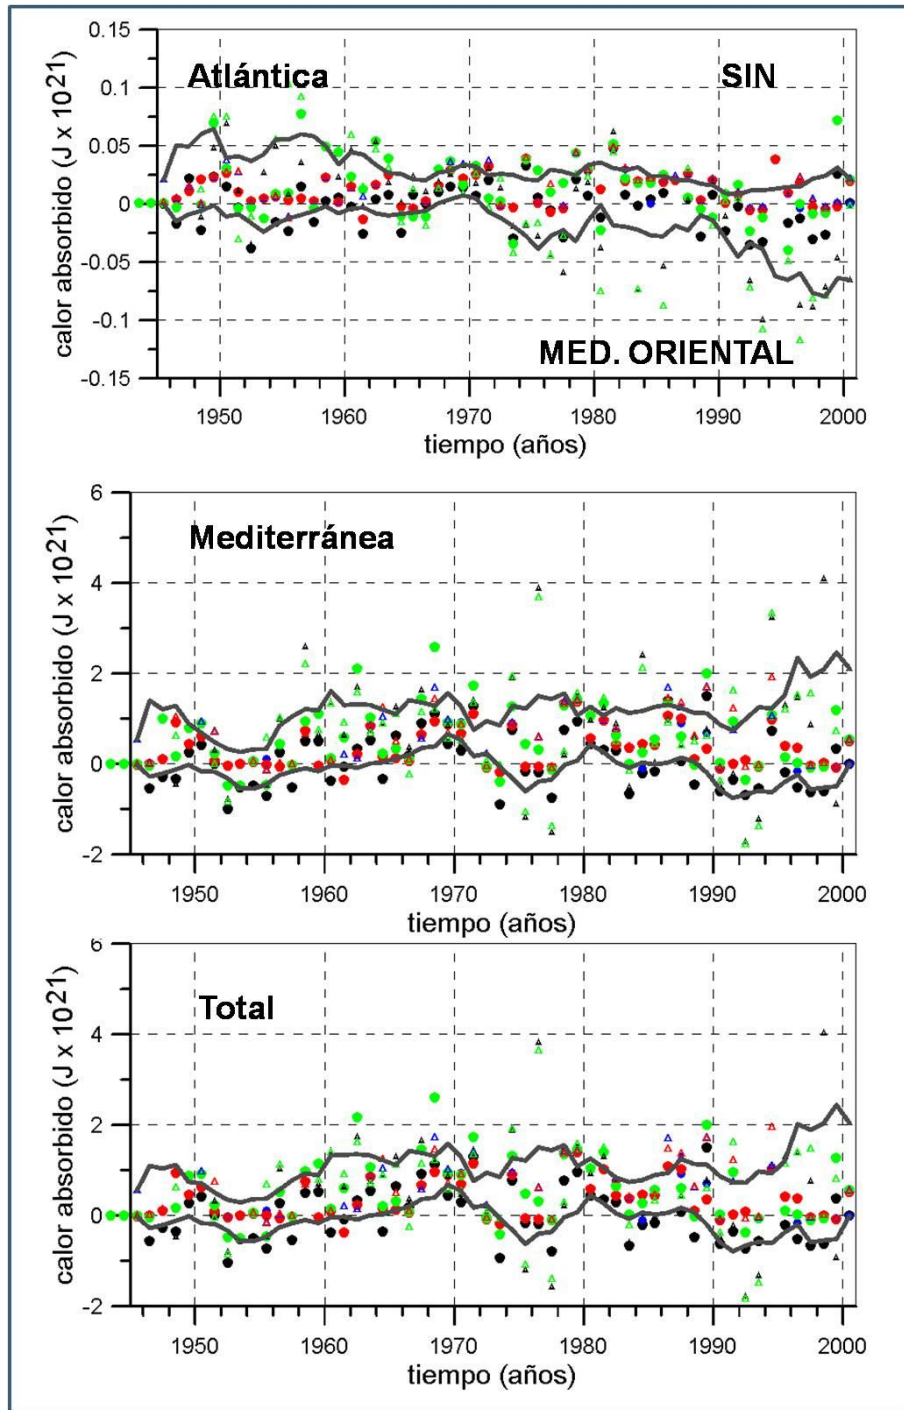 0.15
Atlántica SIN
0.1
0.05
0
-0.05
-0.1
MED. ORIENTAL
-0.15
calor absorbido (J x 10²¹)
1950 1960 1970 1980 1990 2000
tiempo (años)
6
Mediterránea
4
2
0
-2
calor absorbido (J x 10²¹)
1950 1960 1970 1980 1990 2000
tiempo (años)
6
Total
4
2
0
-2
calor absorbido (J x 10²¹)
1950 1960 1970 1980 1990 2000
tiempo (años)